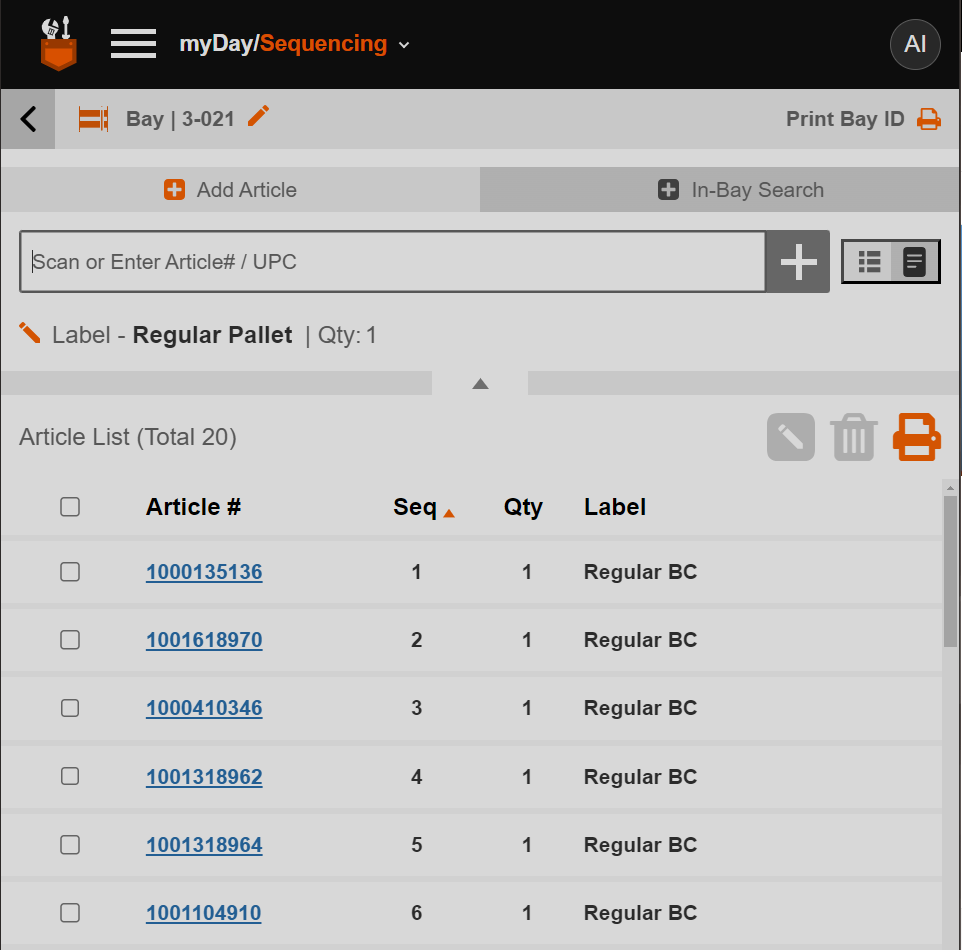 myDay/Sequencing
AI
Bay | 3-021
Print Bay ID
Add Article
In-Bay Search
Scan or Enter Article# / UPC
Label - Regular Pallet | Qty: 1
Article List (Total 20)
Article # Seq Qty Label
1000135136 1 1 Regular BC
1001618970 2 1 Regular BC
1000410346 3 1 Regular BC
1001318962 4 1 Regular BC
1001318964 5 1 Regular BC
1001104910 6 1 Regular BC